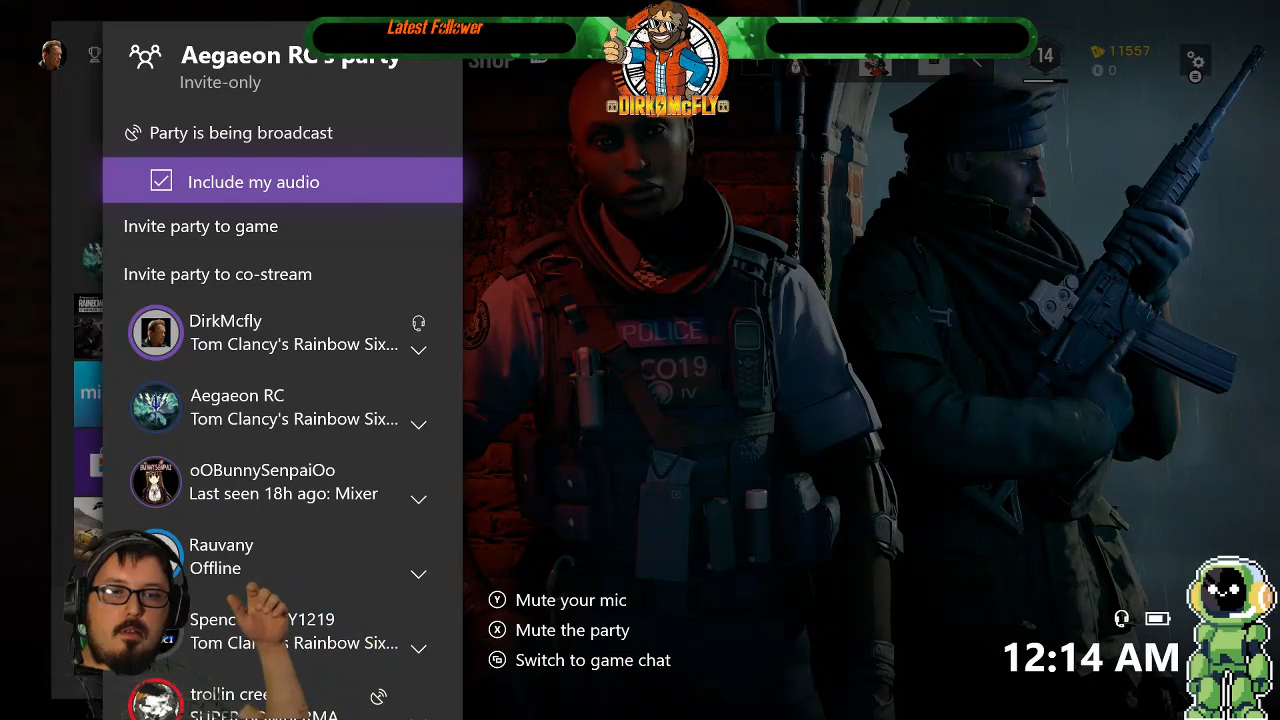 Latest Follower
Aegaeon RC's party
Invite-only
14
11557
0
DIRKMCFLY
Party is being broadcast
Include my audio
Invite party to game
Invite party to co-stream
DirkMcfly
Tom Clancy's Rainbow Six...
Aegaeon RC
Tom Clancy's Rainbow Six...
oOBunnySenpaiOo
Last seen 18h ago: Mixer
Rauvany
Offline
Y1219
Rainbow Six...
trollin
POLICE
CO19
IV
Mute your mic
Mute the party
Switch to game chat
12:14 AM